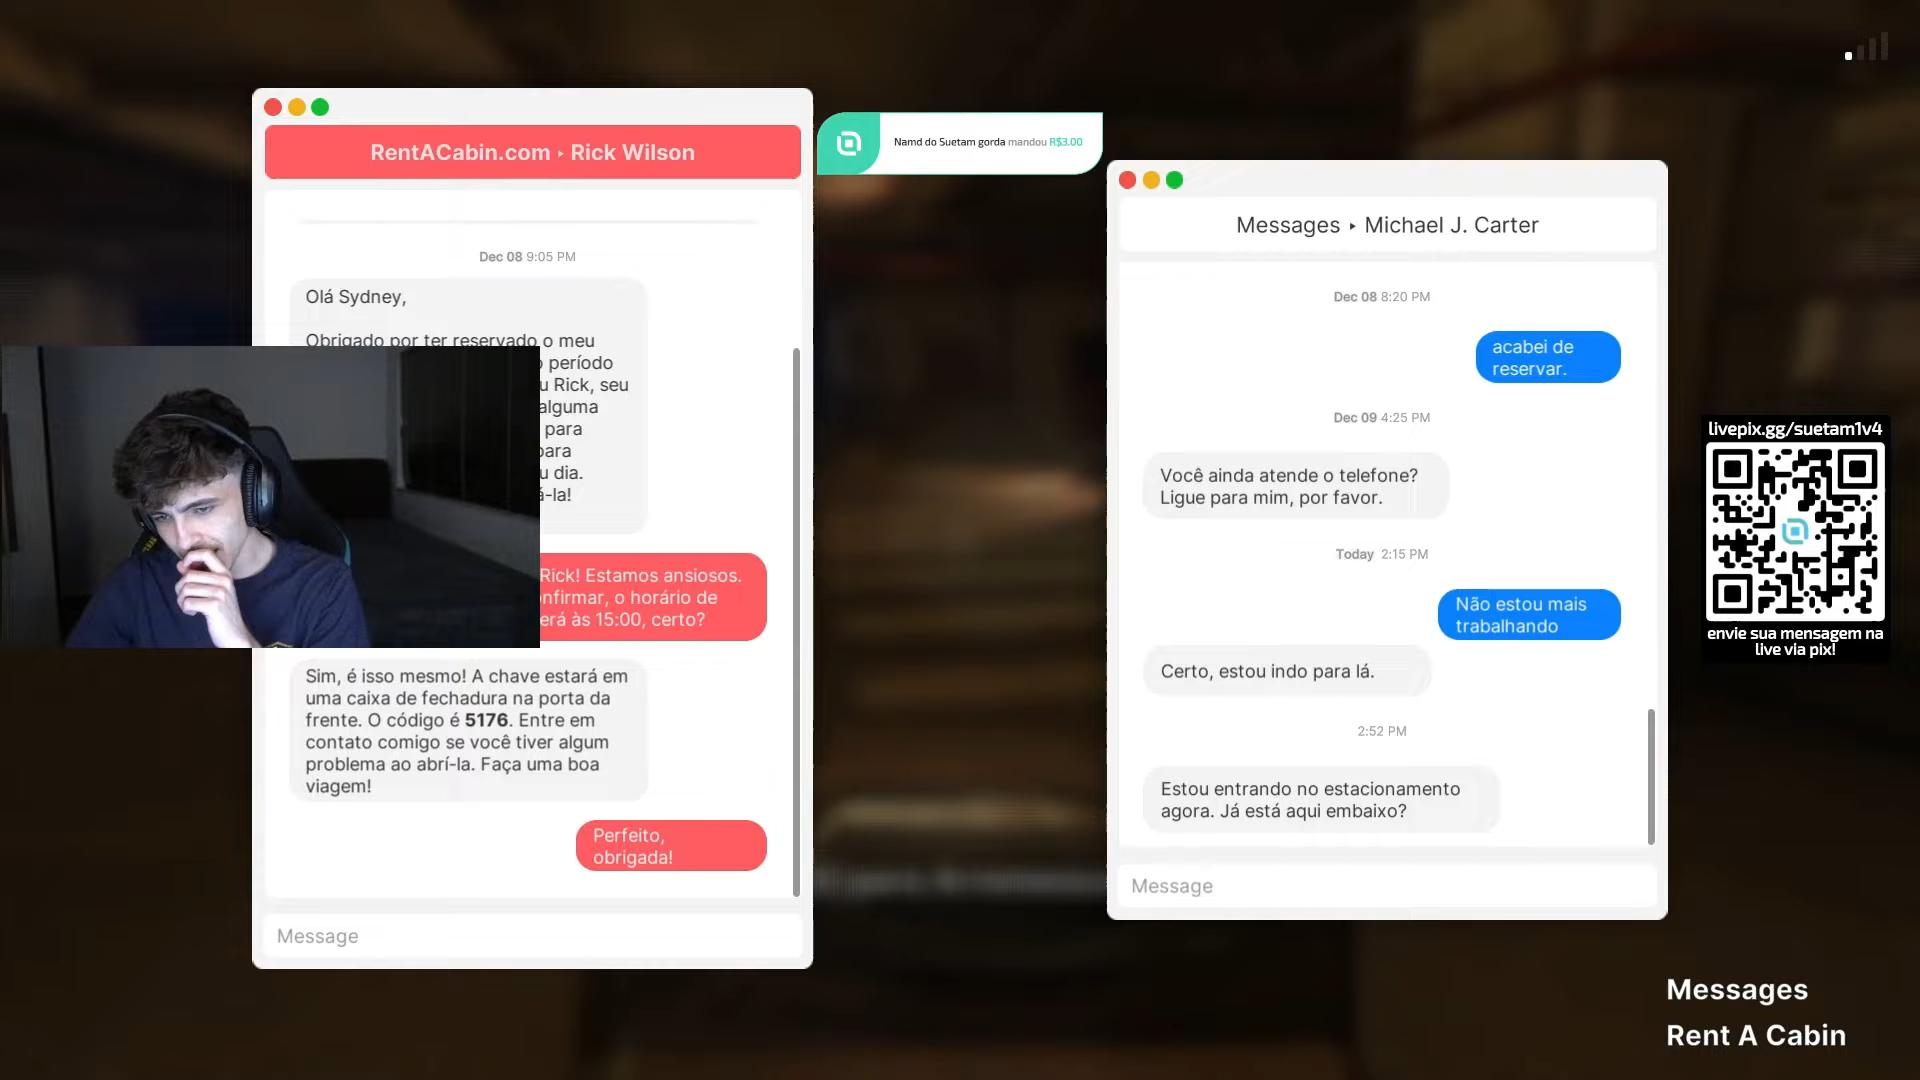 RentACabin.com ‣ Rick Wilson
Dec 08 9:05 PM
Olá Sydney,
Obrigado por ter reservado o meu
período
Rick, seu
alguma
para
para
dia.
Rick! Estamos ansiosos.
o horário de
às 15:00, certo?
Sim, é isso mesmo! A chave estará em
uma caixa de fechadura na porta da
frente. O código é 5176. Entre em
contato comigo se você tiver algum
problema ao abrí-la. Faça uma boa
viagem!
Perfeito,
obrigada!
Message
Namd do Suetam gorda mandou R$3.00
Messages ‣ Michael J. Carter
Dec 08 8:20 PM
acabei de
reservar.
Dec 09 4:25 PM
Você ainda atende o telefone?
Ligue para mim, por favor.
Today 2:15 PM
Não estou mais
trabalhando
Certo, estou indo para lá.
2:52 PM
Estou entrando no estacionamento
agora. Já está aqui embaixo?
Message
livepix.gg/suetam1v4
envie sua mensagem na
live via pix!
Messages
Rent A Cabin